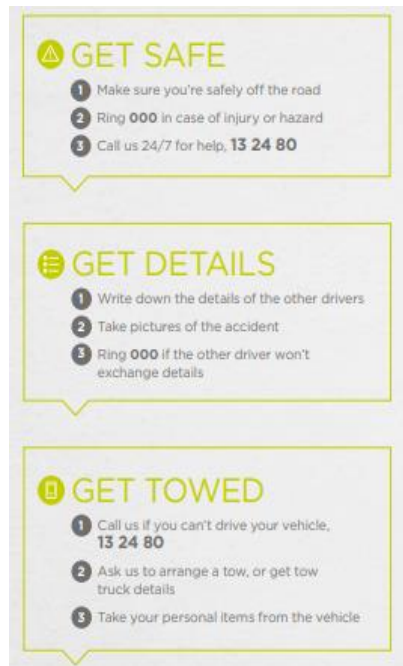 GET SAFE
1 Make sure you're safely off the road
2 Ring 000 in case of injury or hazard
3 Call us 24/7 for help, 13 24 80
GET DETAILS
1 Write down the details of the other drivers
2 Take pictures of the accident
3 Ring 000 if the other driver won't
exchange details
GET TOWED
1 Call us if you can't drive your vehicle,
13 24 80
2 Ask us to arrange a tow, or get tow
truck details
3 Take your personal items from the vehicle